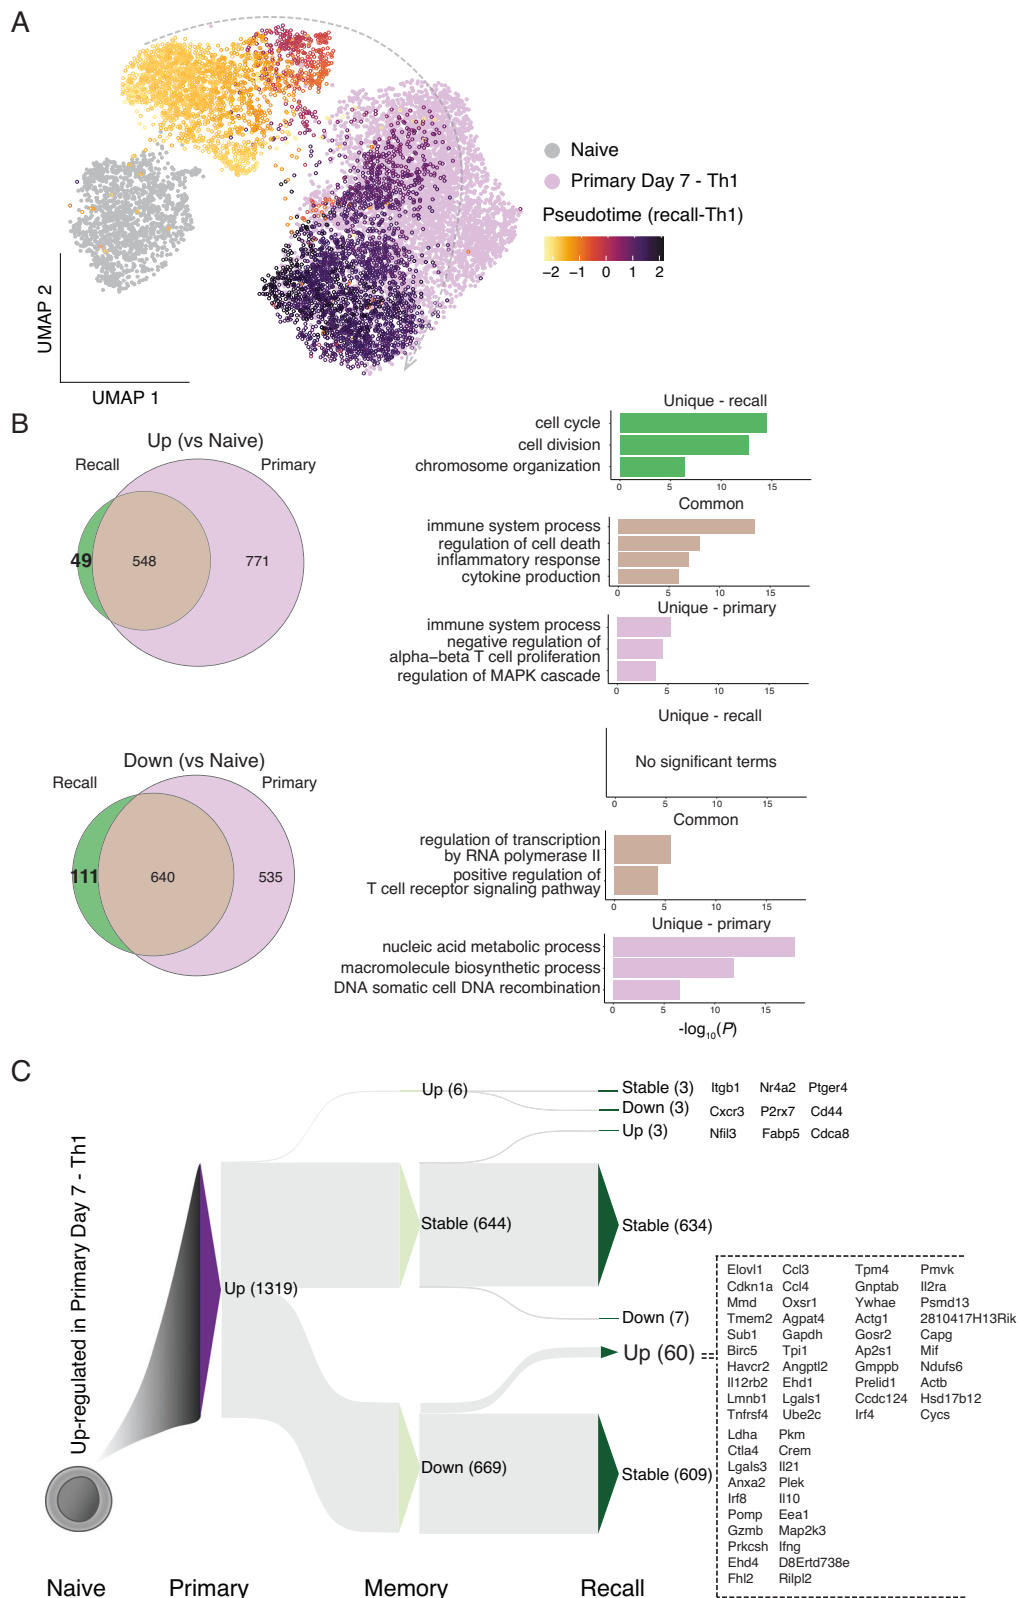 A
Naive
Primary Day 7 - Th1
Pseudotime (recall-Th1)
−2 −1 0 1 2
UMAP 2
UMAP 1
B
Up (vs Naive)
Recall
Primary
49
548
771
Unique - recall
cell cycle
cell division
chromosome organization
0 5 10 15
Common
immune system process
regulation of cell death
inflammatory response
cytokine production
0 5 10 15
Unique - primary
immune system process
negative regulation of
alpha−beta T cell proliferation
regulation of MAPK cascade
0 5 10 15
Down (vs Naive)
Recall
Primary
111
640
535
Unique - recall
No significant terms
0 5 10 15
Common
regulation of transcription
by RNA polymerase II
positive regulation of
T cell receptor signaling pathway
0 5 10 15
Unique - primary
nucleic acid metabolic process
macromolecule biosynthetic process
DNA somatic cell DNA recombination
0 5 10 15
-log10(P)
C
Up-regulated in Primary Day 7 - Th1
Up (1319)
Up (6)
Stable (644)
Down (669)
Stable (3) Itgb1 Nr4a2 Ptger4
Down (3) Cxcr3 P2rx7 Cd44
Up (3) Nfil3 Fabp5 Cdca8
Stable (634)
Down (7)
Up (60)
Stable (609)
Elovl1 Ccl3 Tpm4 Pmvk
Cdkn1a Ccl4 Gnptab Il2ra
Mmd Oxsr1 Ywhae Psmd13
Tmem2 Agpat4 Actg1 2810417H13Rik
Sub1 Gapdh Gosr2 Capg
Birc5 Tpi1 Ap2s1 Mif
Havcr2 Angptl2 Gmppb Ndufs6
Il12rb2 Ehd1 Prelid1 Actb
Lmnb1 Lgals1 Ccdc124 Hsd17b12
Tnfrsf4 Ube2c Irf4 Cycs
Ldha Pkm
Ctla4 Crem
Lgals3 Il21
Anxa2 Plek
Irf8 Il10
Pomp Eea1
Gzmb Map2k3
Prkcsh Ifng
Ehd4 D8Ertd738e
Fhl2 Rilpl2
Naive Primary Memory Recall